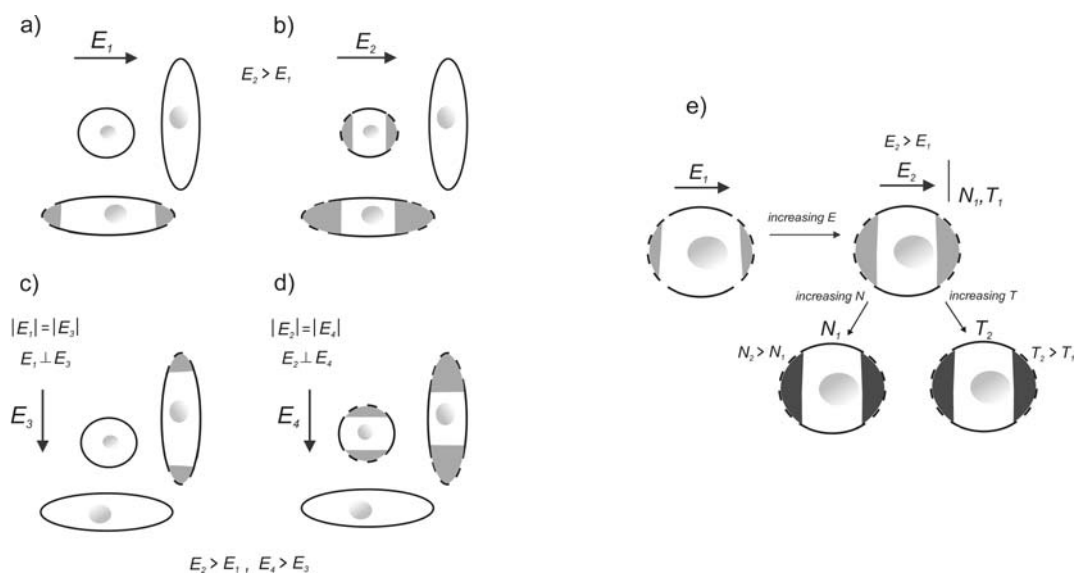 a)
E₁
b)
E₂
E₂ > E₁
c)
|E₁| = |E₃|
E₁ ⊥ E₃
E₃
d)
|E₂| = |E₄|
E₂ ⊥ E₄
E₄
E₂ > E₁ , E₄ > E₃
e)
E₁
increasing E
E₂ > E₁
E₂
N₁, T₁
increasing N
increasing T
N₁
N₂ > N₁
T₂
T₂ > T₁